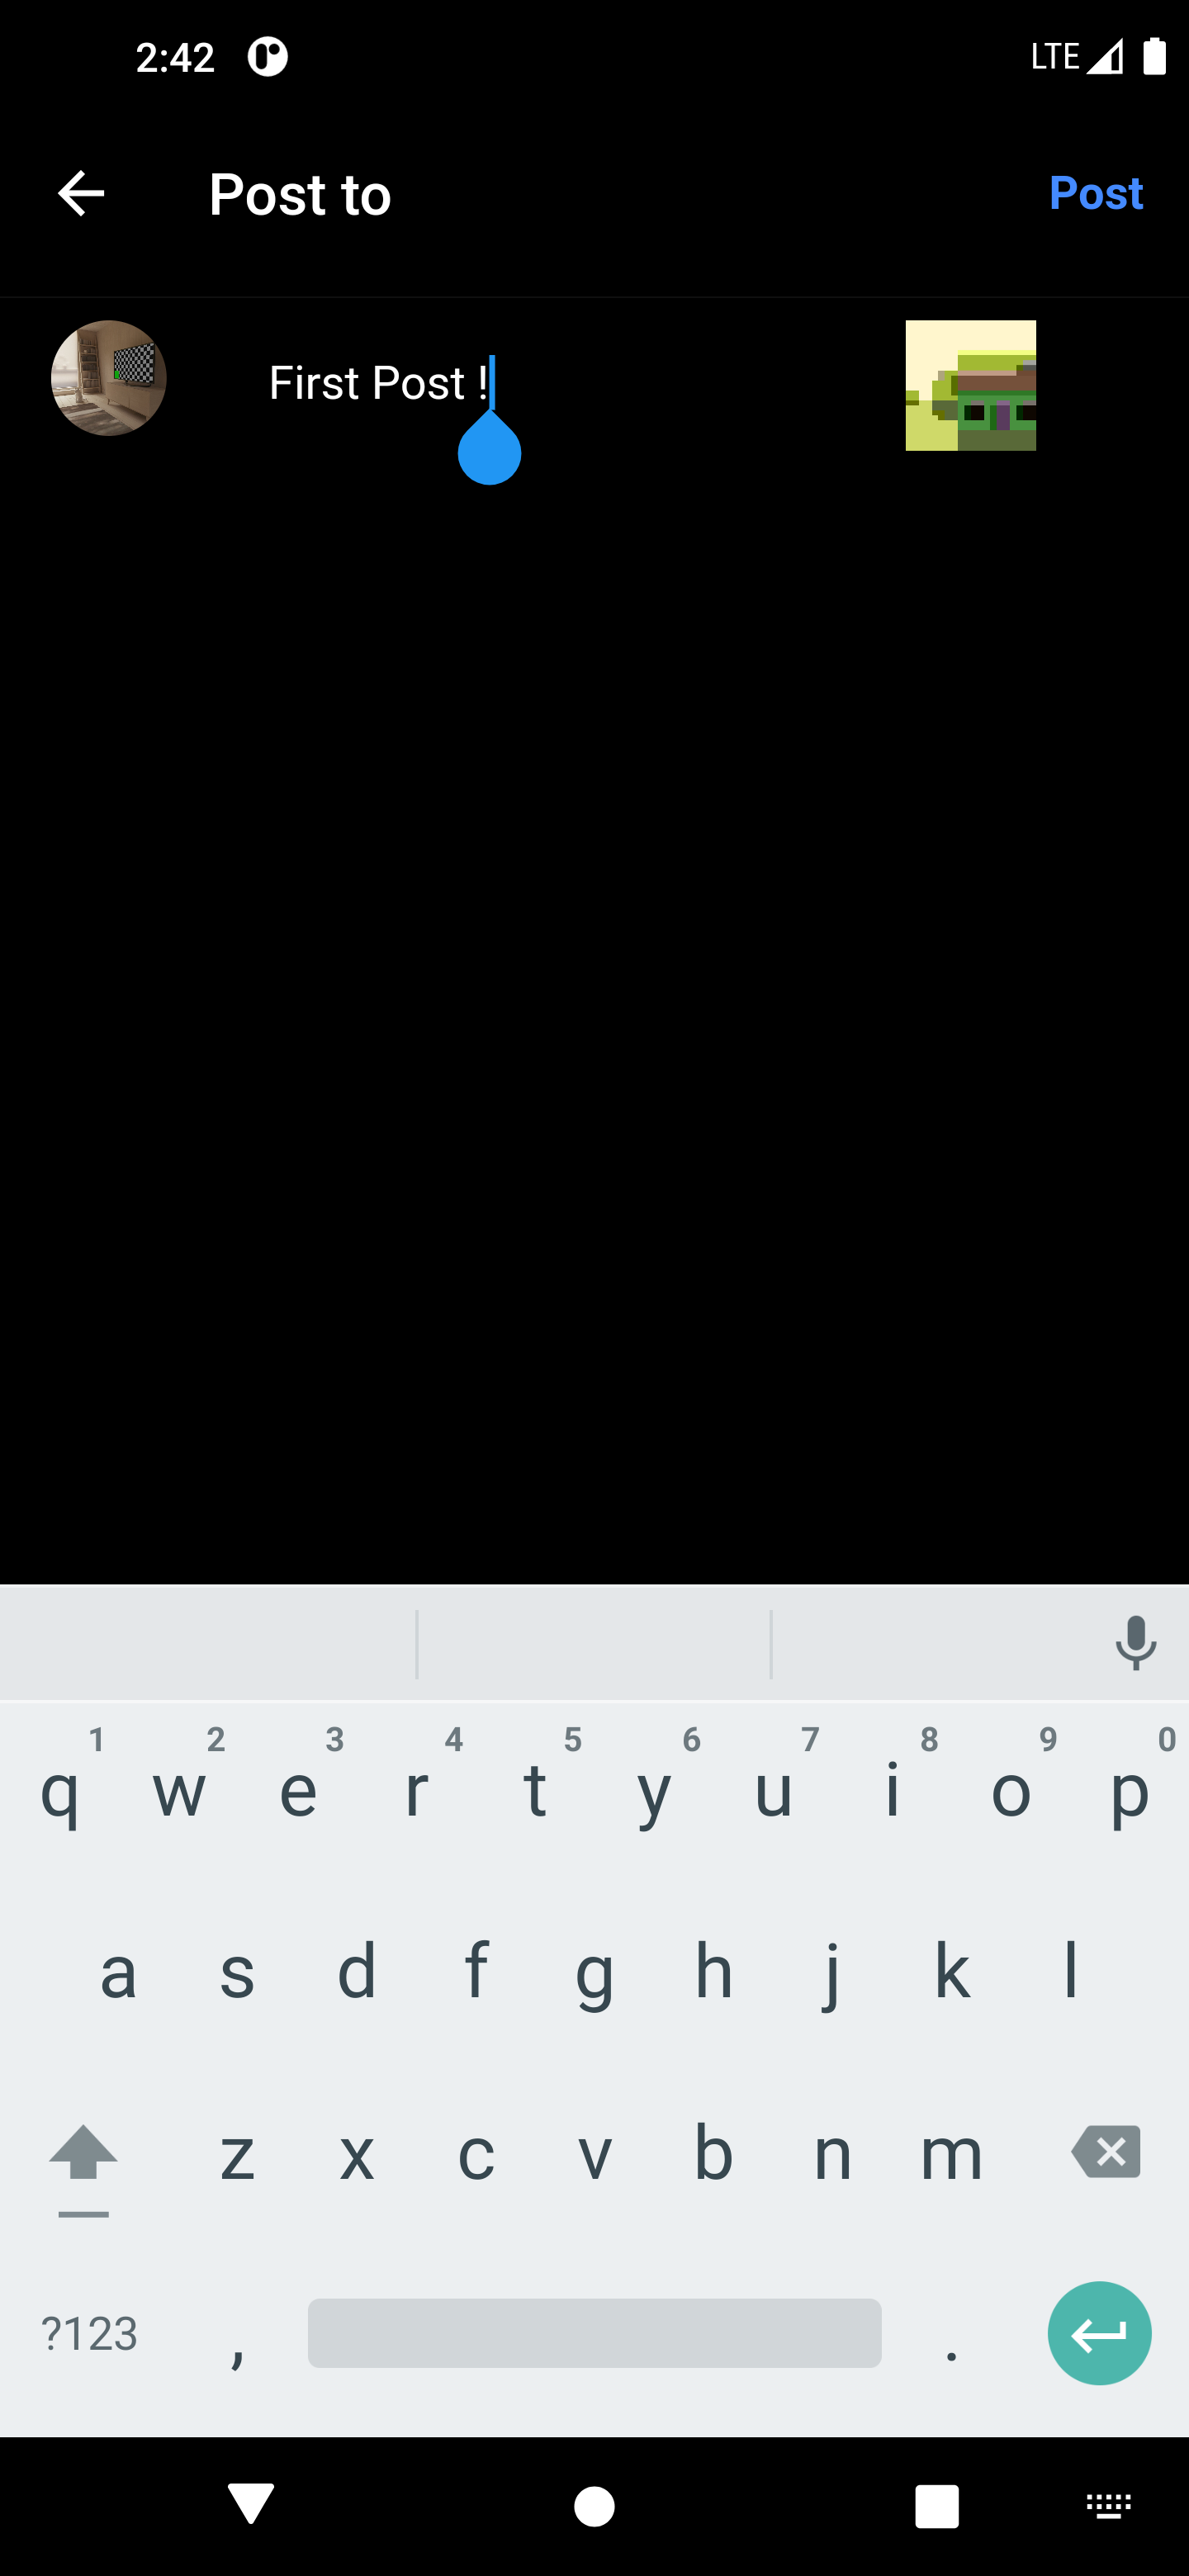 2:42
LTE
Post to
Post
First Post !
1 2 3 4 5 6 7 8 9 0
q w e r t y u i o p
a s d f g h j k l
z x c v b n m
?123 , .